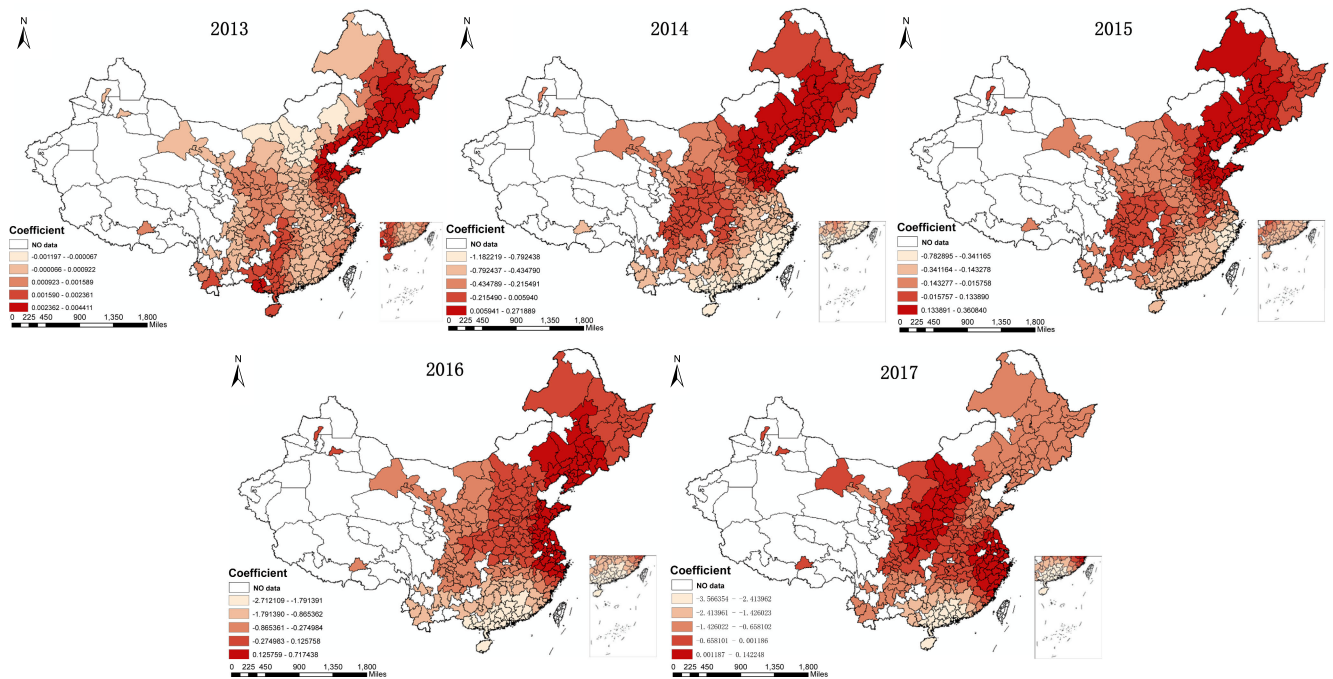 N
2013
Coefficient
NO data
-0.001197 - -0.000067
-0.000066 - 0.000922
0.000923 - 0.001589
0.001590 - 0.002361
0.002362 - 0.004411
0 225 450 900 1,350 1,800
Miles
N
2014
Coefficient
NO data
-1.182219 - -0.792438
-0.792437 - -0.434790
-0.434789 - -0.215491
-0.215490 - 0.005940
0.005941 - 0.271889
0 225 450 900 1,350 1,800
Miles
N
2015
Coefficient
NO data
-0.782895 - -0.341165
-0.341164 - -0.143278
-0.143277 - -0.015758
-0.015757 - 0.133890
0.133891 - 0.360840
0 225 450 900 1,350 1,800
Miles
N
2016
Coefficient
NO data
-2.712109 - -1.791391
-1.791390 - -0.865362
-0.865361 - -0.274984
-0.274983 - 0.125758
0.125759 - 0.717438
0 225 450 900 1,350 1,800
Miles
N
2017
Coefficient
NO data
-3.566354 - -2.413962
-2.413961 - -1.426023
-1.426022 - -0.658102
-0.658101 - 0.001186
0.001187 - 0.142248
0 225 450 900 1,350 1,800
Miles